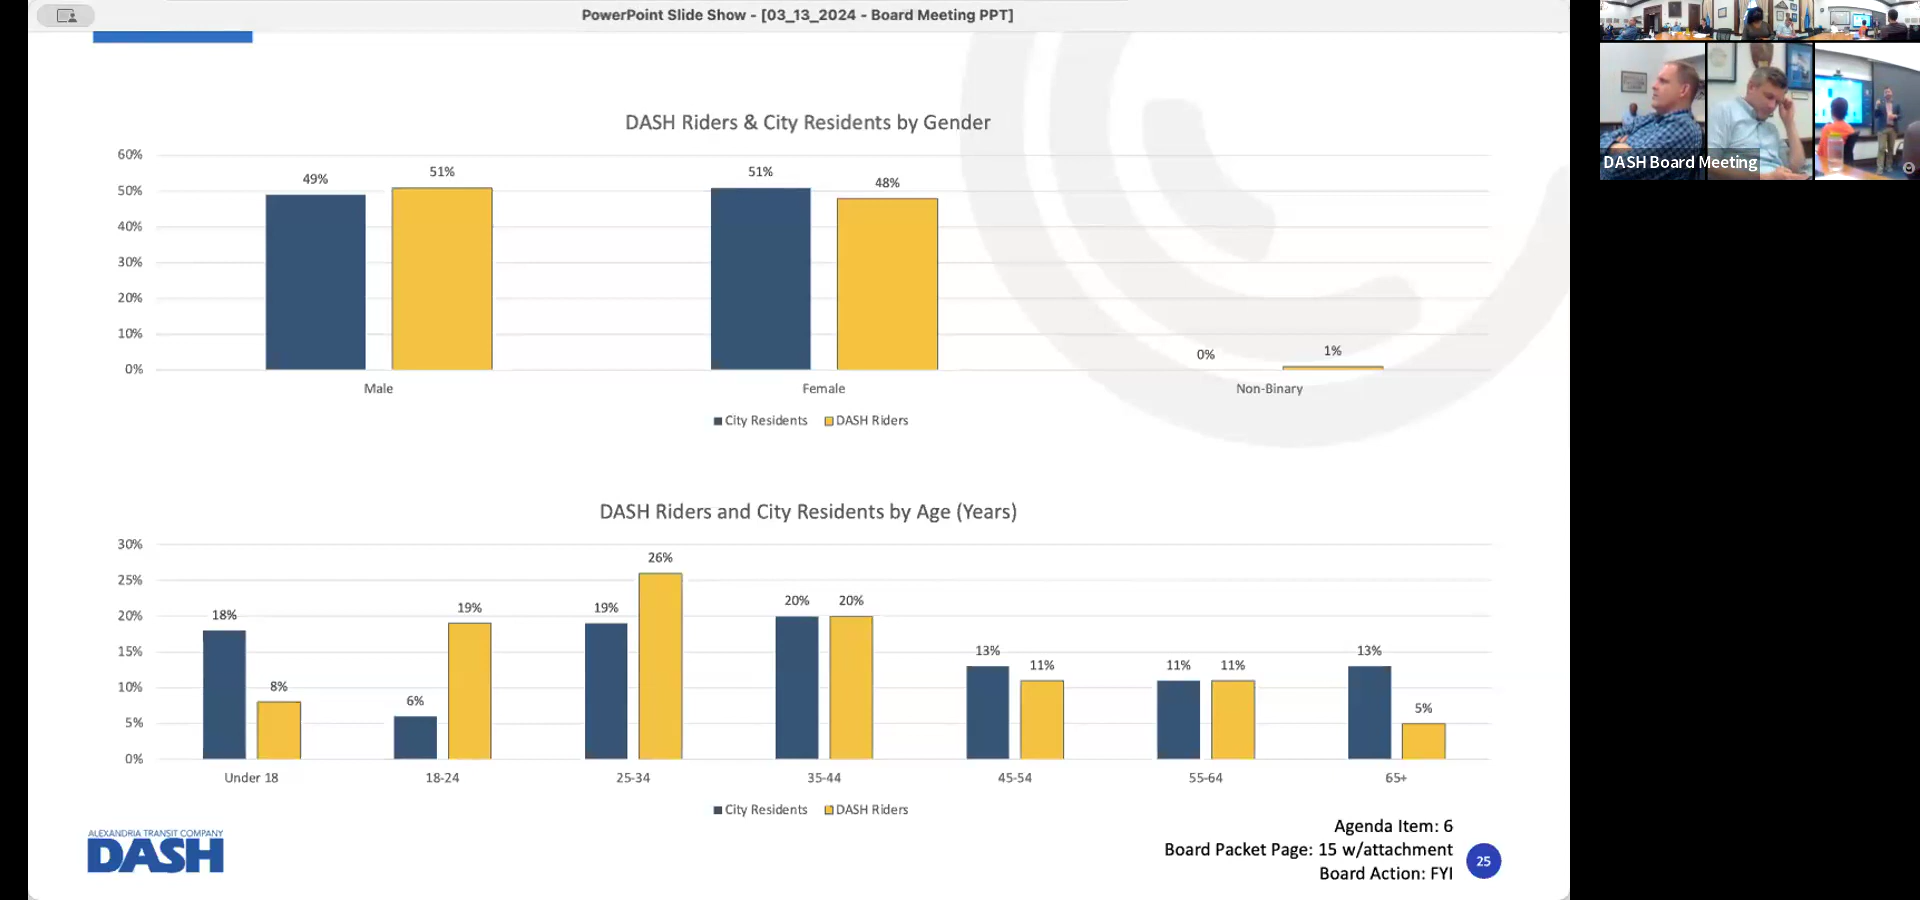 PowerPoint Slide Show - [03_13_2024 - Board Meeting PPT]
DASH Riders & City Residents by Gender
60%
50%
40%
30%
20%
10%
0%
49%
51%
51%
48%
0%
1%
Male
Female
Non-Binary
City Residents
DASH Riders
DASH Riders and City Residents by Age (Years)
30%
25%
20%
15%
10%
5%
0%
18%
8%
6%
19%
19%
26%
20%
20%
13%
11%
11%
11%
13%
5%
Under 18
18-24
25-34
35-44
45-54
55-64
65+
City Residents
DASH Riders
ALEXANDRIA TRANSIT COMPANY
DASH
Agenda Item: 6
Board Packet Page: 15 w/attachment
Board Action: FYI
25
DASH Board Meeting